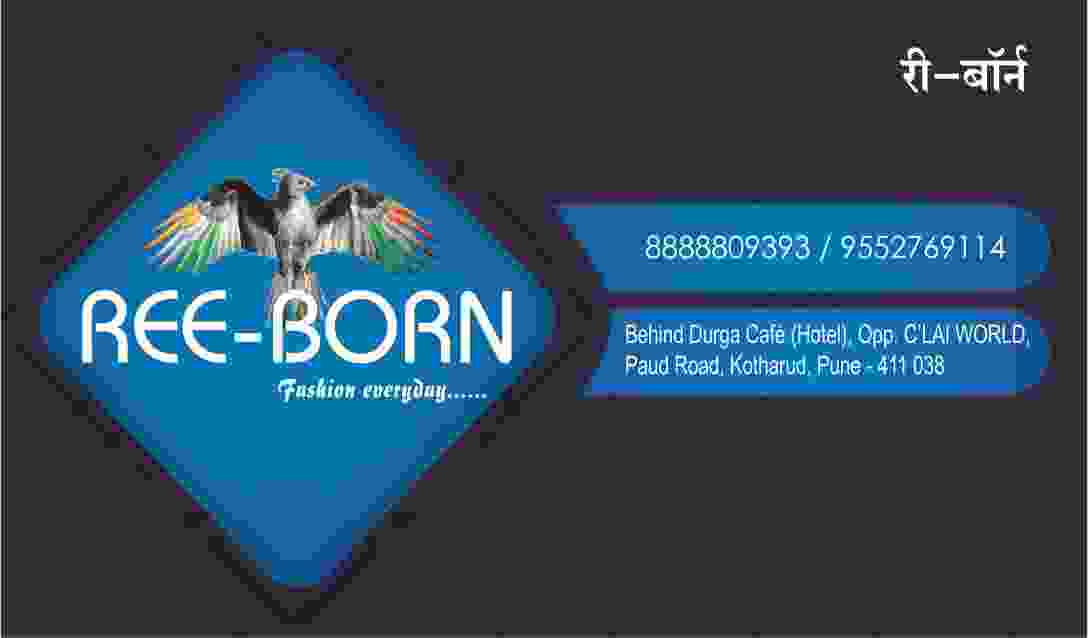 री-बॉर्न
REE-BORN
Fashion everyday......
8888809393 / 9552769114
Behind Durga Café (Hotel), Opp. C'LAI WORLD,
Paud Road, Kotharud, Pune - 411 038